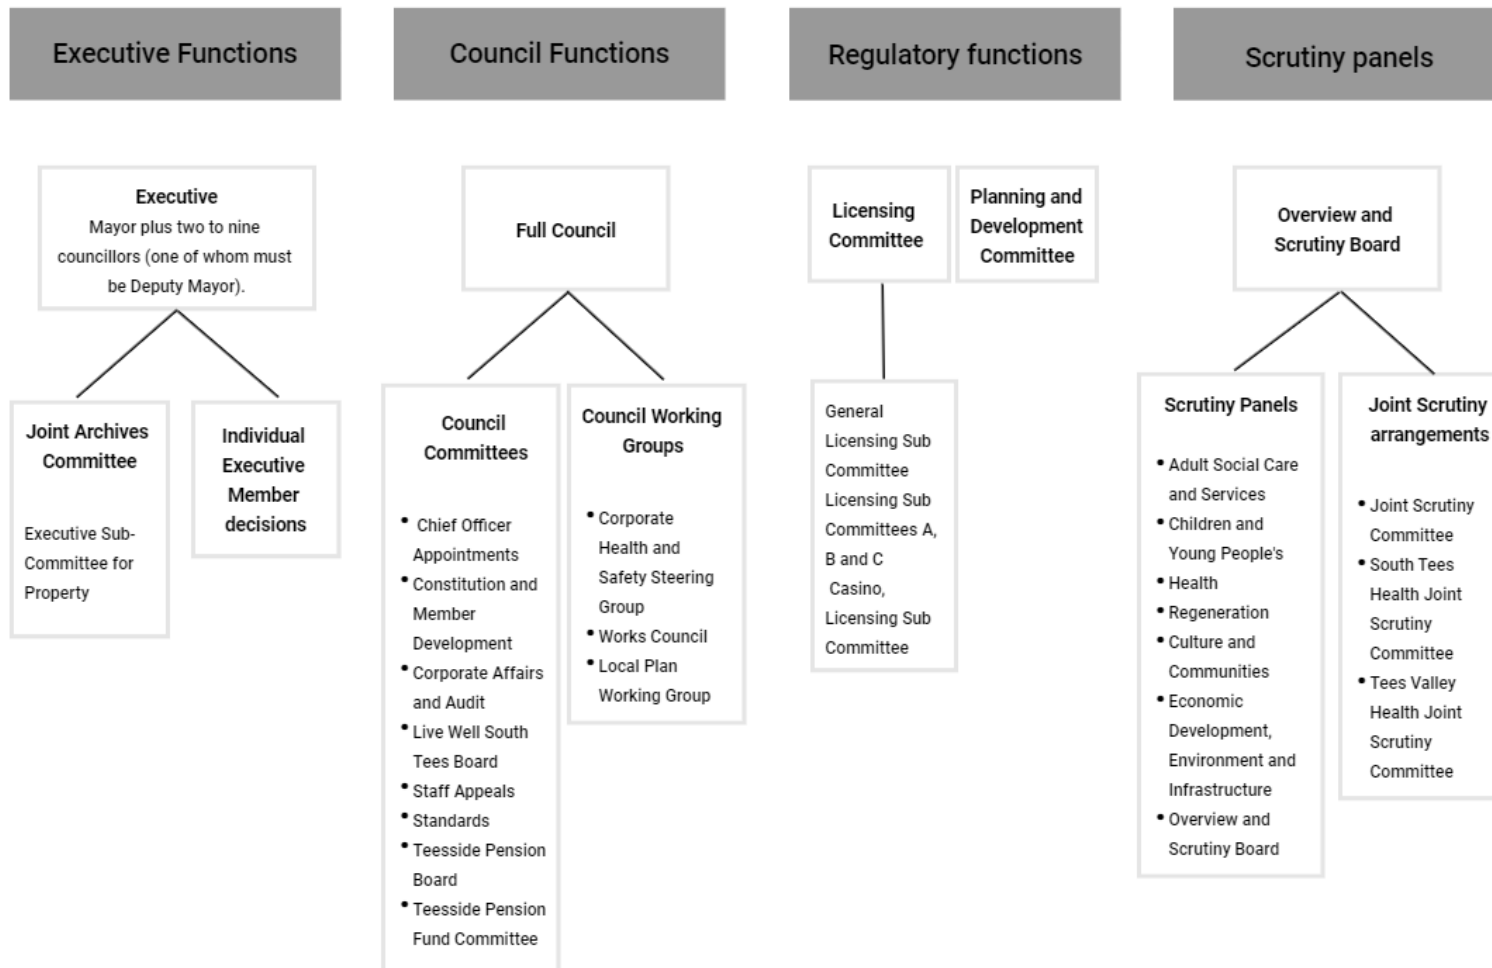 Executive Functions
Council Functions
Regulatory functions
Scrutiny panels
Executive
Mayor plus two to nine
councillors (one of whom must
be Deputy Mayor).
Joint Archives
Committee
Executive Sub-
Committee for
Property
Individual
Executive
Member
decisions
Full Council
Council
Committees
• Chief Officer
Appointments
• Constitution and
Member
Development
• Corporate Affairs
and Audit
• Live Well South
Tees Board
• Staff Appeals
• Standards
• Teesside Pension
Board
• Teesside Pension
Fund Committee
Council Working
Groups
• Corporate
Health and
Safety Steering
Group
• Works Council
• Local Plan
Working Group
Licensing
Committee
Planning and
Development
Committee
General
Licensing Sub
Committee
Licensing Sub
Committees A,
B and C
Casino,
Licensing Sub
Committee
Overview and
Scrutiny Board
Scrutiny Panels
• Adult Social Care
and Services
• Children and
Young People's
• Health
• Regeneration
• Culture and
Communities
• Economic
Development,
Environment and
Infrastructure
• Overview and
Scrutiny Board
Joint Scrutiny
arrangements
• Joint Scrutiny
Committee
• South Tees
Health Joint
Scrutiny
Committee
• Tees Valley
Health Joint
Scrutiny
Committee